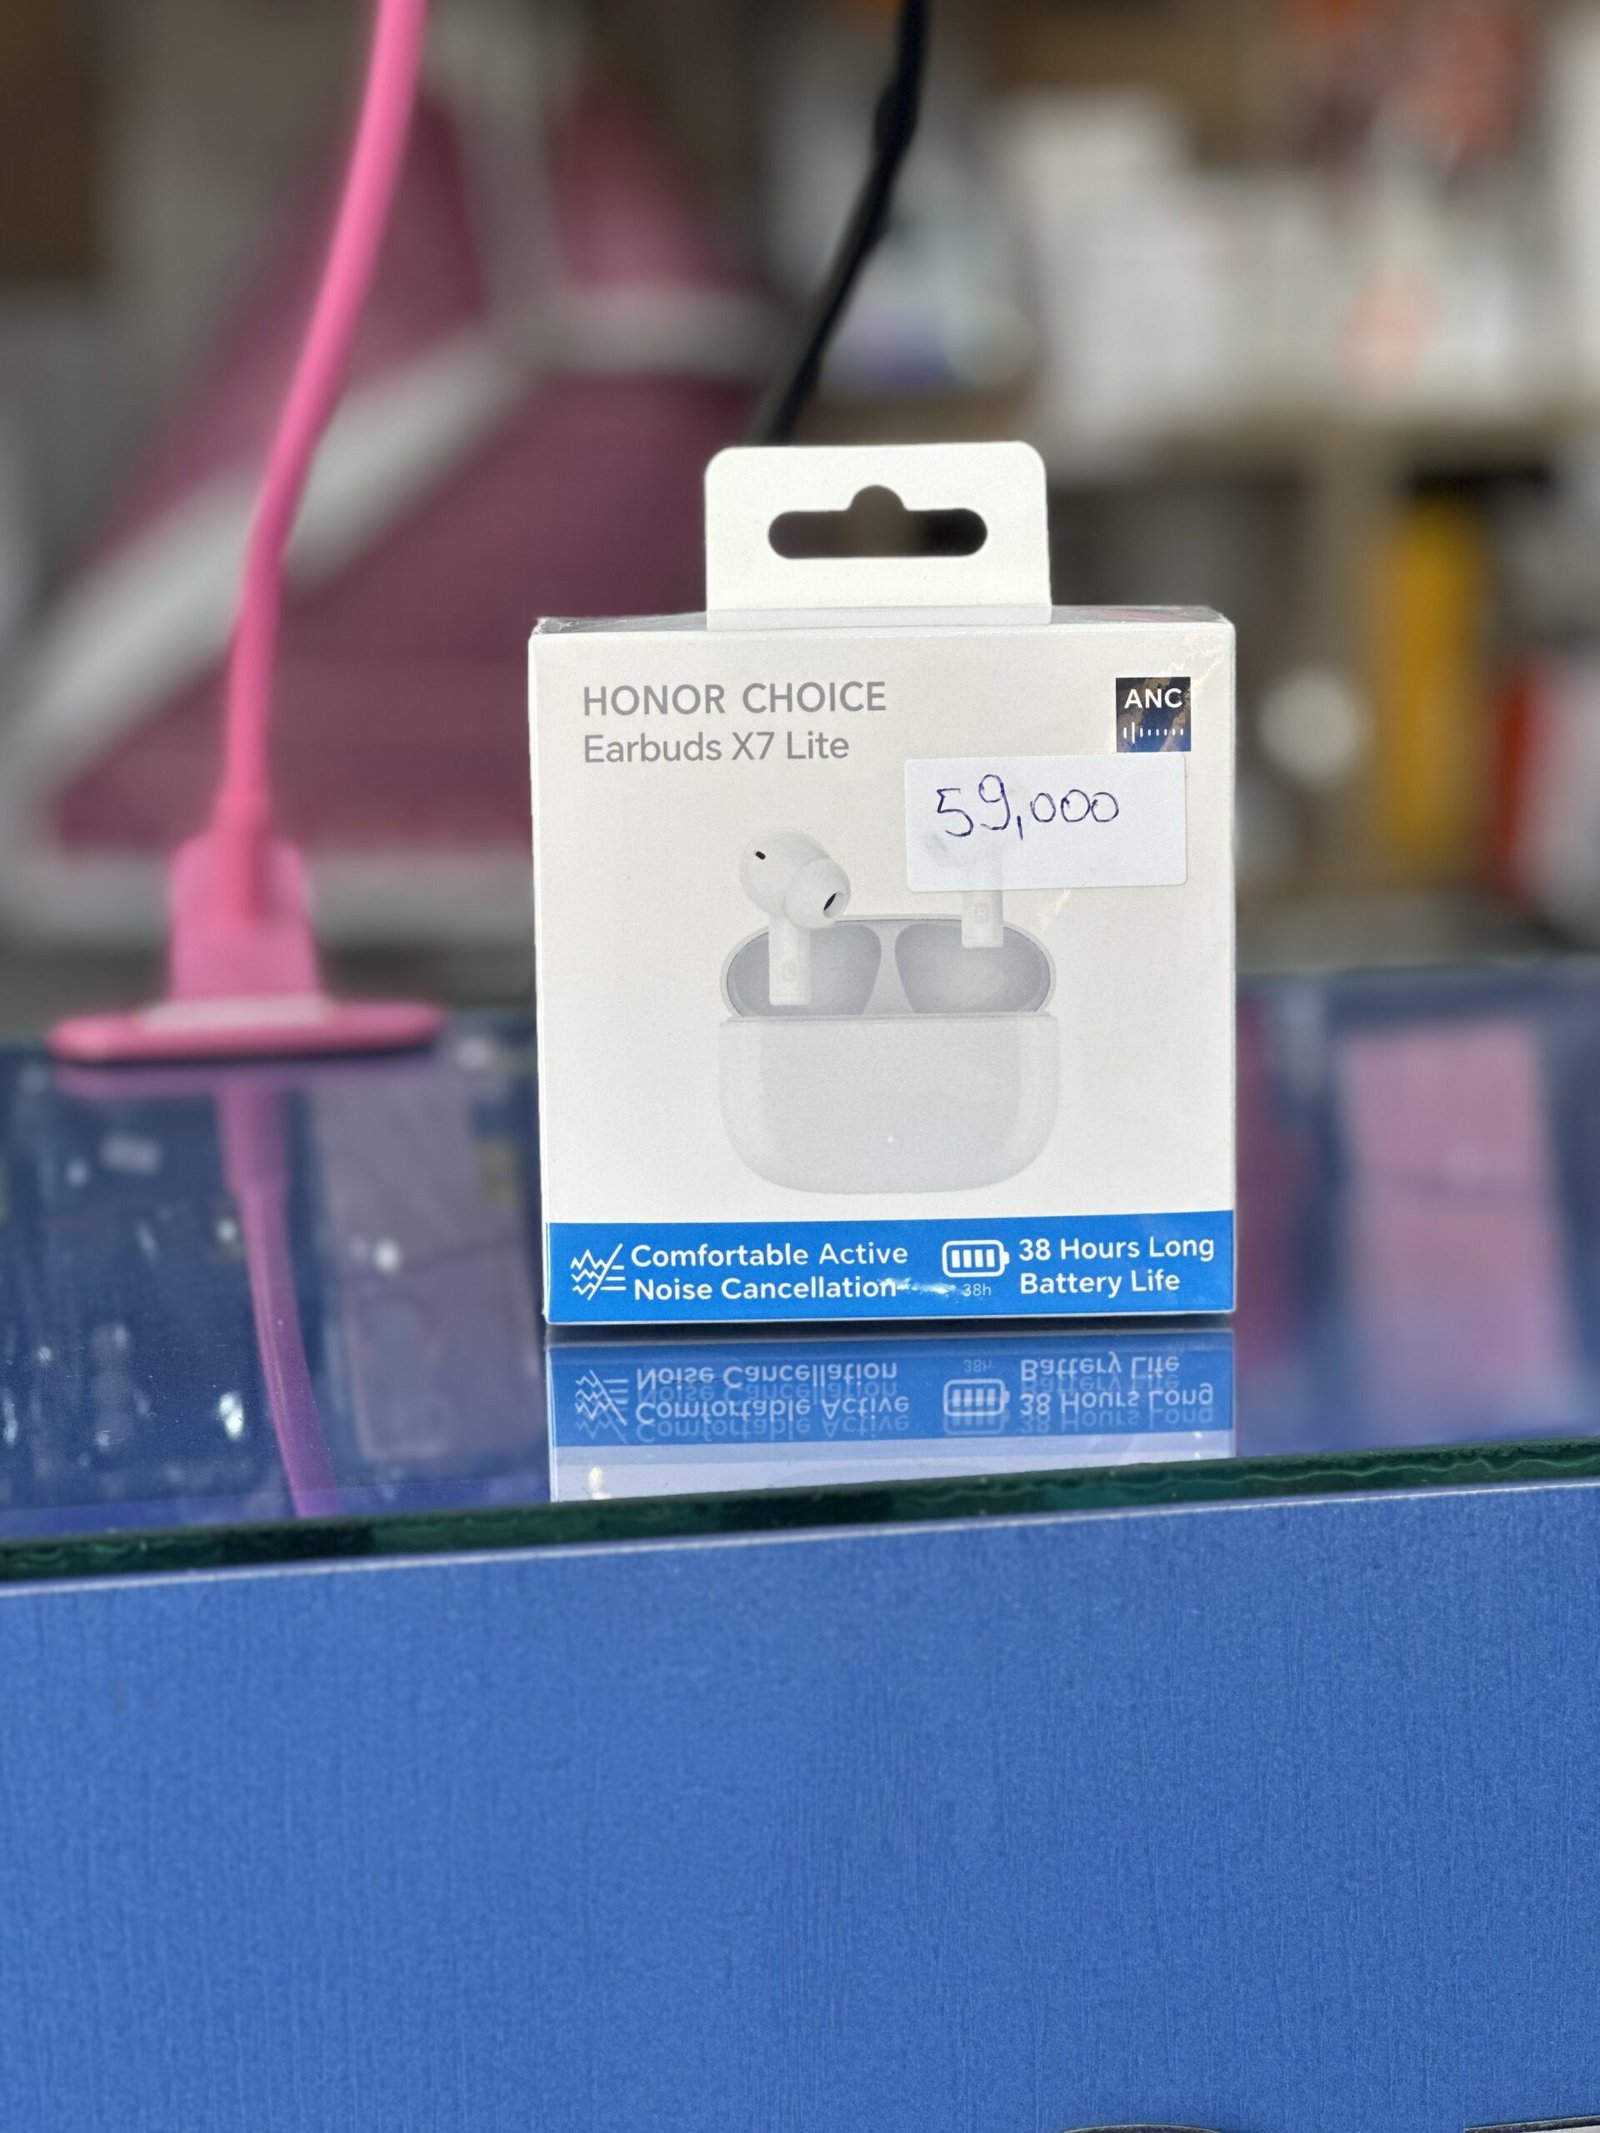 HONOR CHOICE
Earbuds X7 Lite
ANC
59,000
Comfortable Active
Noise Cancellation
38h
38 Hours Long
Battery Life